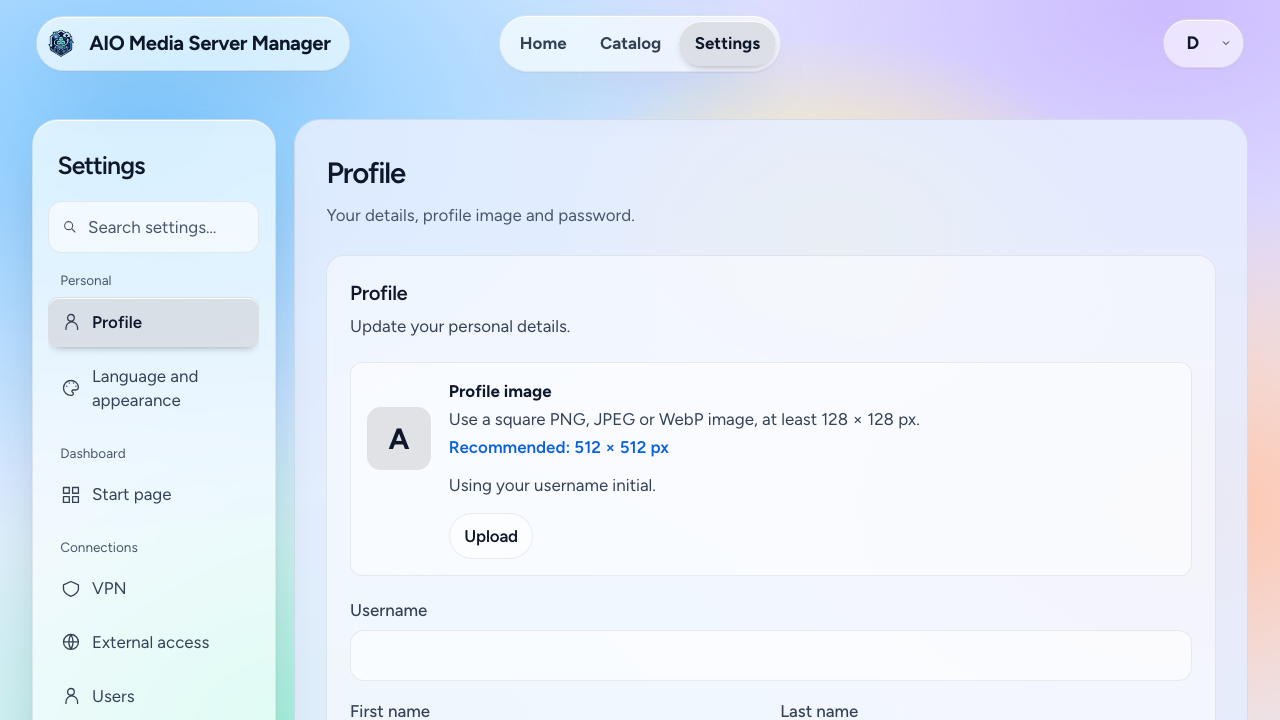 AIO Media Server Manager
Home
Catalog
Settings
D
Settings
Search settings...
Personal
Profile
Language and
appearance
Dashboard
Start page
Connections
VPN
External access
Users
Profile
Your details, profile image and password.
Profile
Update your personal details.
A
Profile image
Use a square PNG, JPEG or WebP image, at least 128 × 128 px.
Recommended: 512 × 512 px
Using your username initial.
Upload
Username
First name
Last name